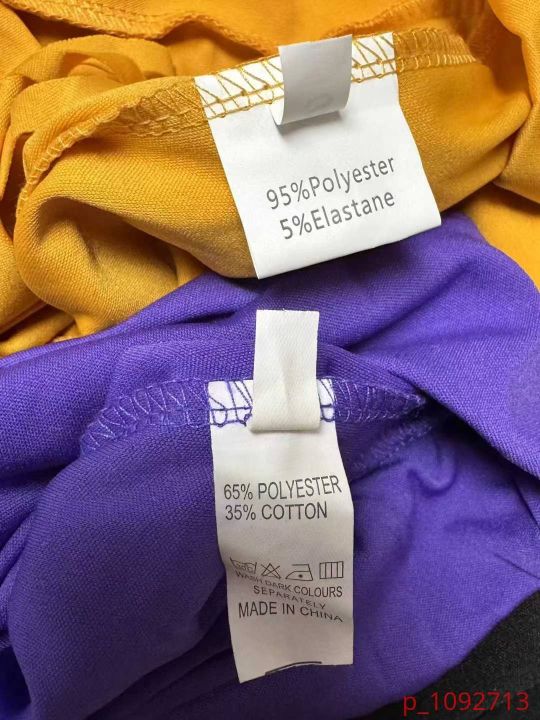 95%Polyester
5%Elastane
65% POLYESTER
35% COTTON
WASH DARK COLOURS
SEPARATELY
MADE IN CHINA
p_1092713